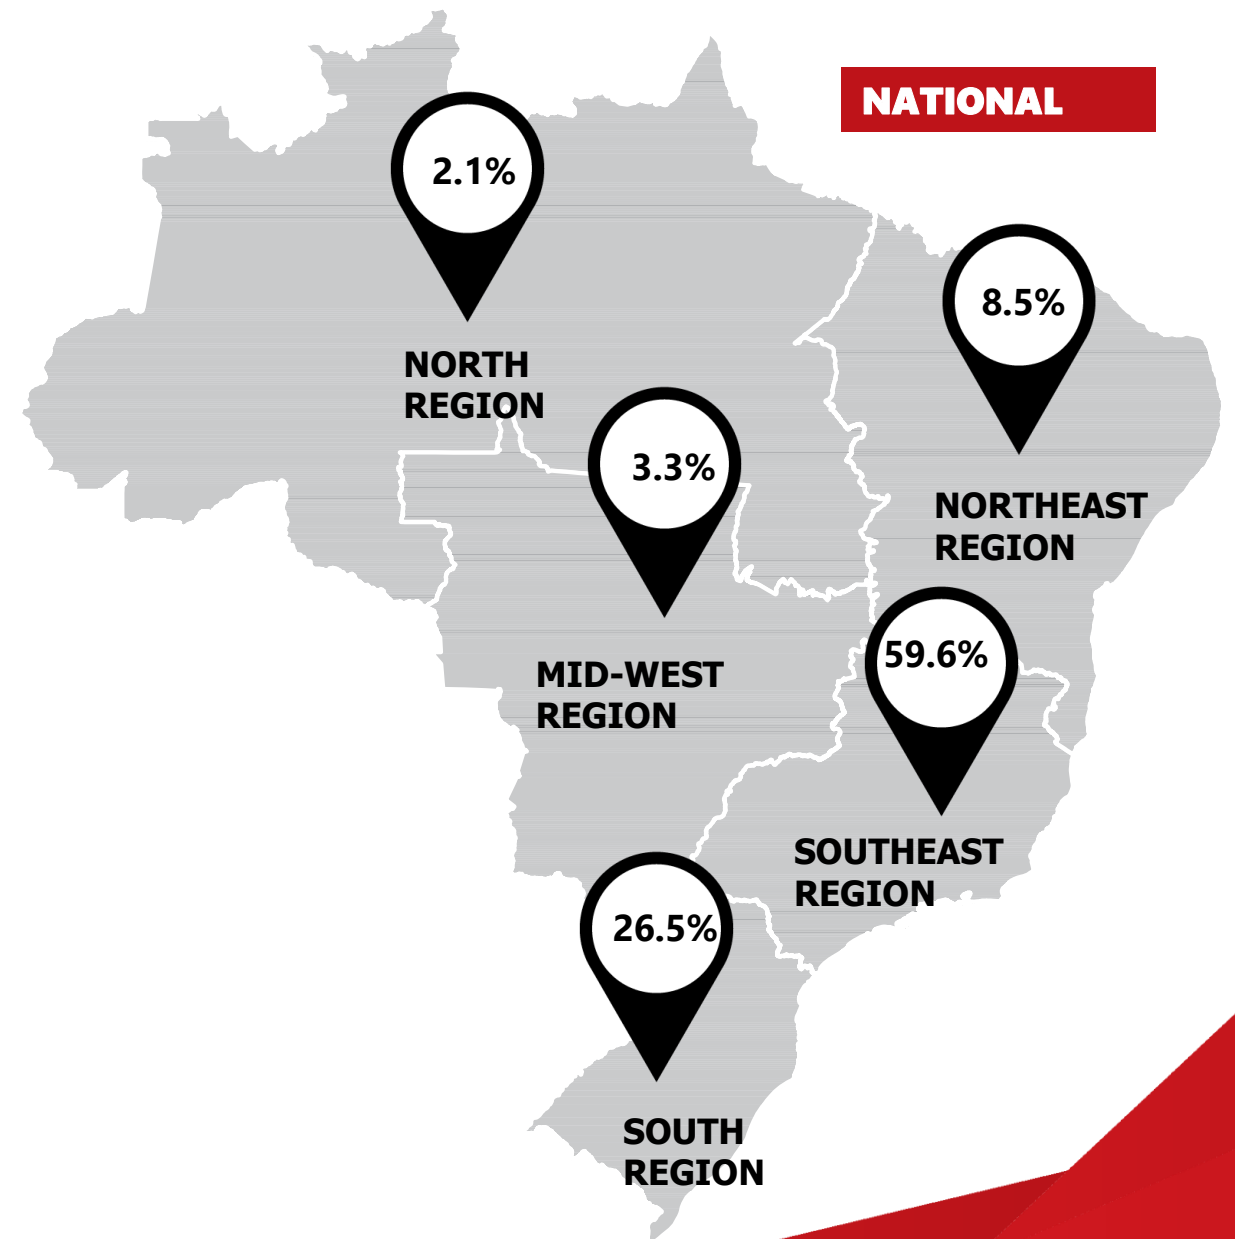 NATIONAL
2.1%
NORTH
REGION
8.5%
NORTHEAST
REGION
3.3%
MID-WEST
REGION
59.6%
SOUTHEAST
REGION
26.5%
SOUTH
REGION